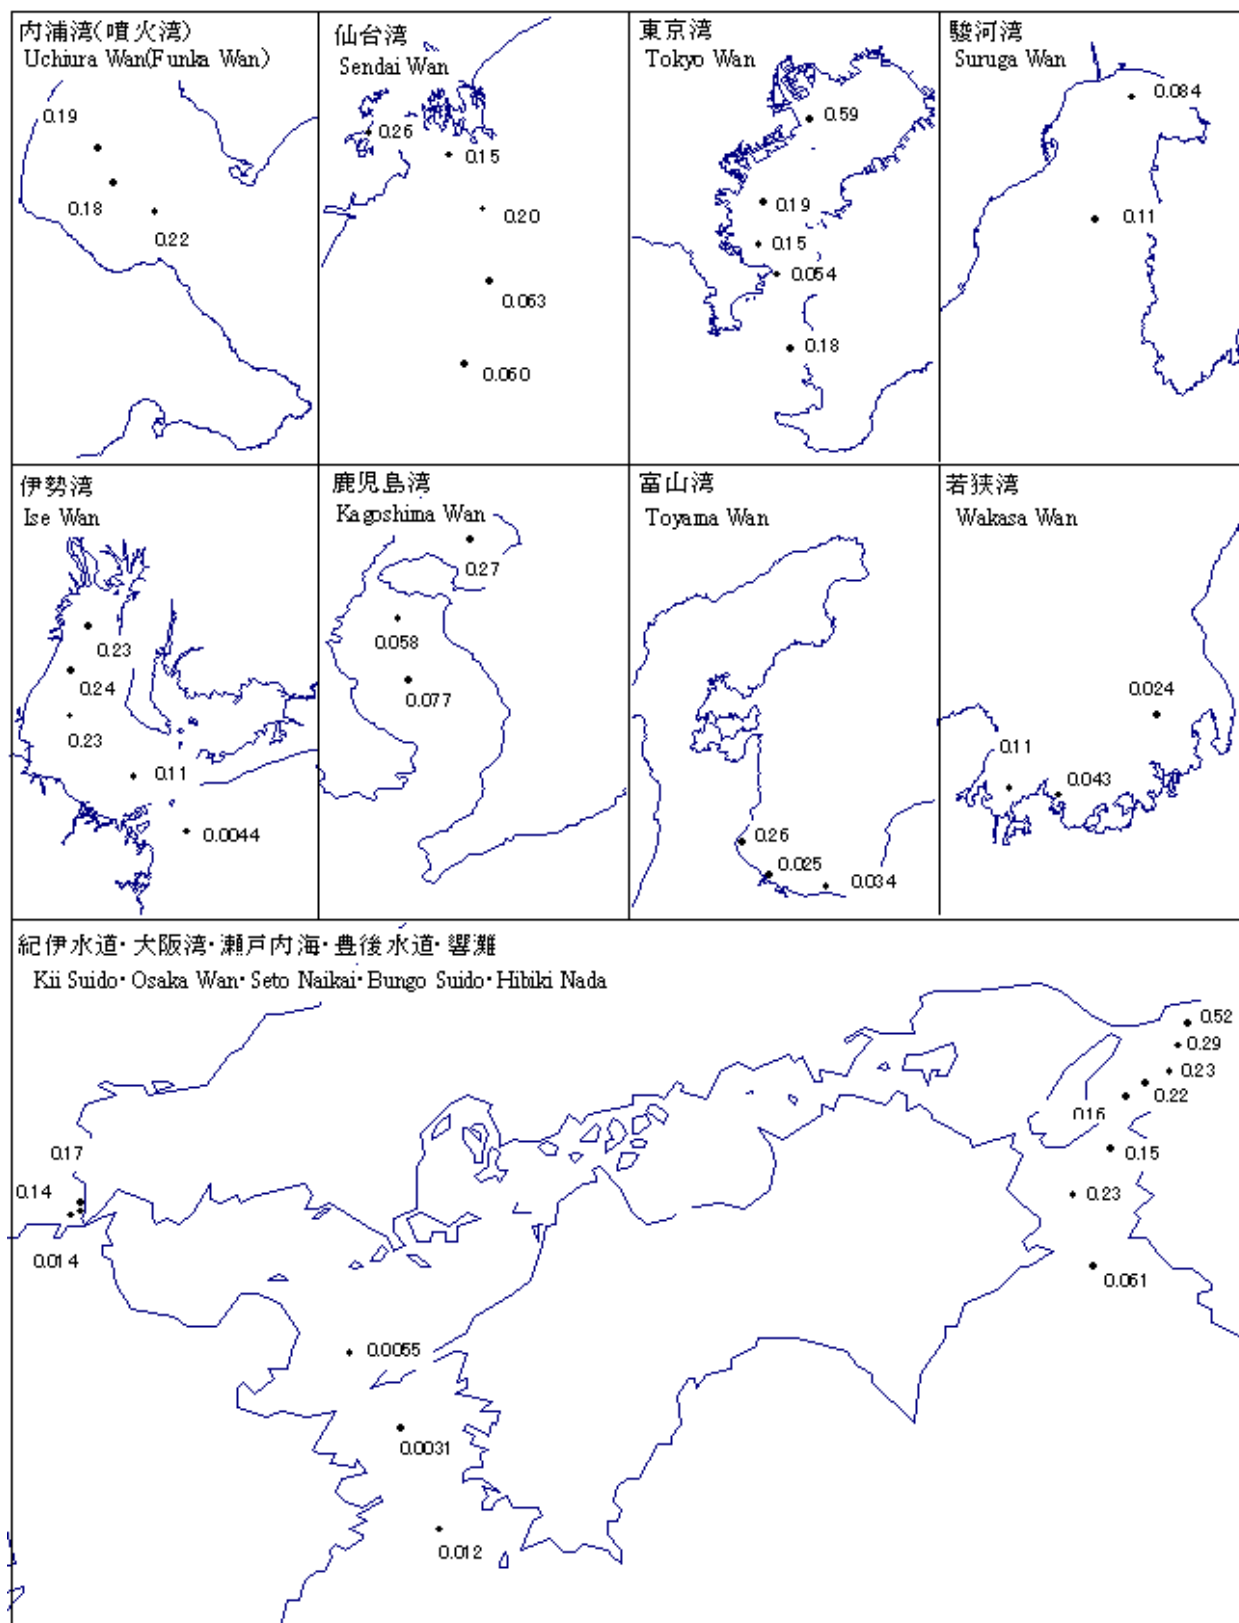 内浦湾(噴火湾)
Uchiura Wan(Funka Wan)
0.19
0.18
0.22
仙台湾
Sendai Wan
0.26
0.15
0.20
0.063
0.060
東京湾
Tokyo Wan
0.59
0.19
0.15
0.054
0.18
駿河湾
Suruga Wan
0.084
0.11
伊勢湾
Ise Wan
0.23
0.24
0.23
0.11
0.0044
鹿児島湾
Kagoshima Wan
0.27
0.058
0.077
富山湾
Toyama Wan
0.26
0.025
0.034
若狭湾
Wakasa Wan
0.024
0.11
0.043
紀伊水道・大阪湾・瀬戸内海・豊後水道・響灘
Kii Suido・Osaka Wan・Seto Naikai・Bungo Suido・Hibiki Nada
0.52
0.29
0.23
0.22
0.16
0.15
0.17
0.14
0.23
0.014
0.061
0.0055
0.0031
0.012